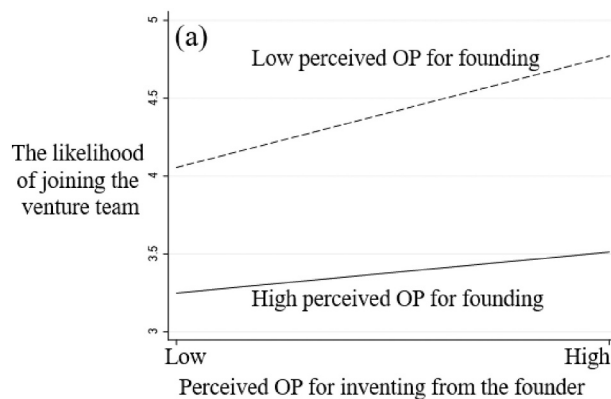 5
(a)
Low perceived OP for founding
4.5
The likelihood
of joining the
venture team
4
3.5
High perceived OP for founding
3
Low
High
Perceived OP for inventing from the founder